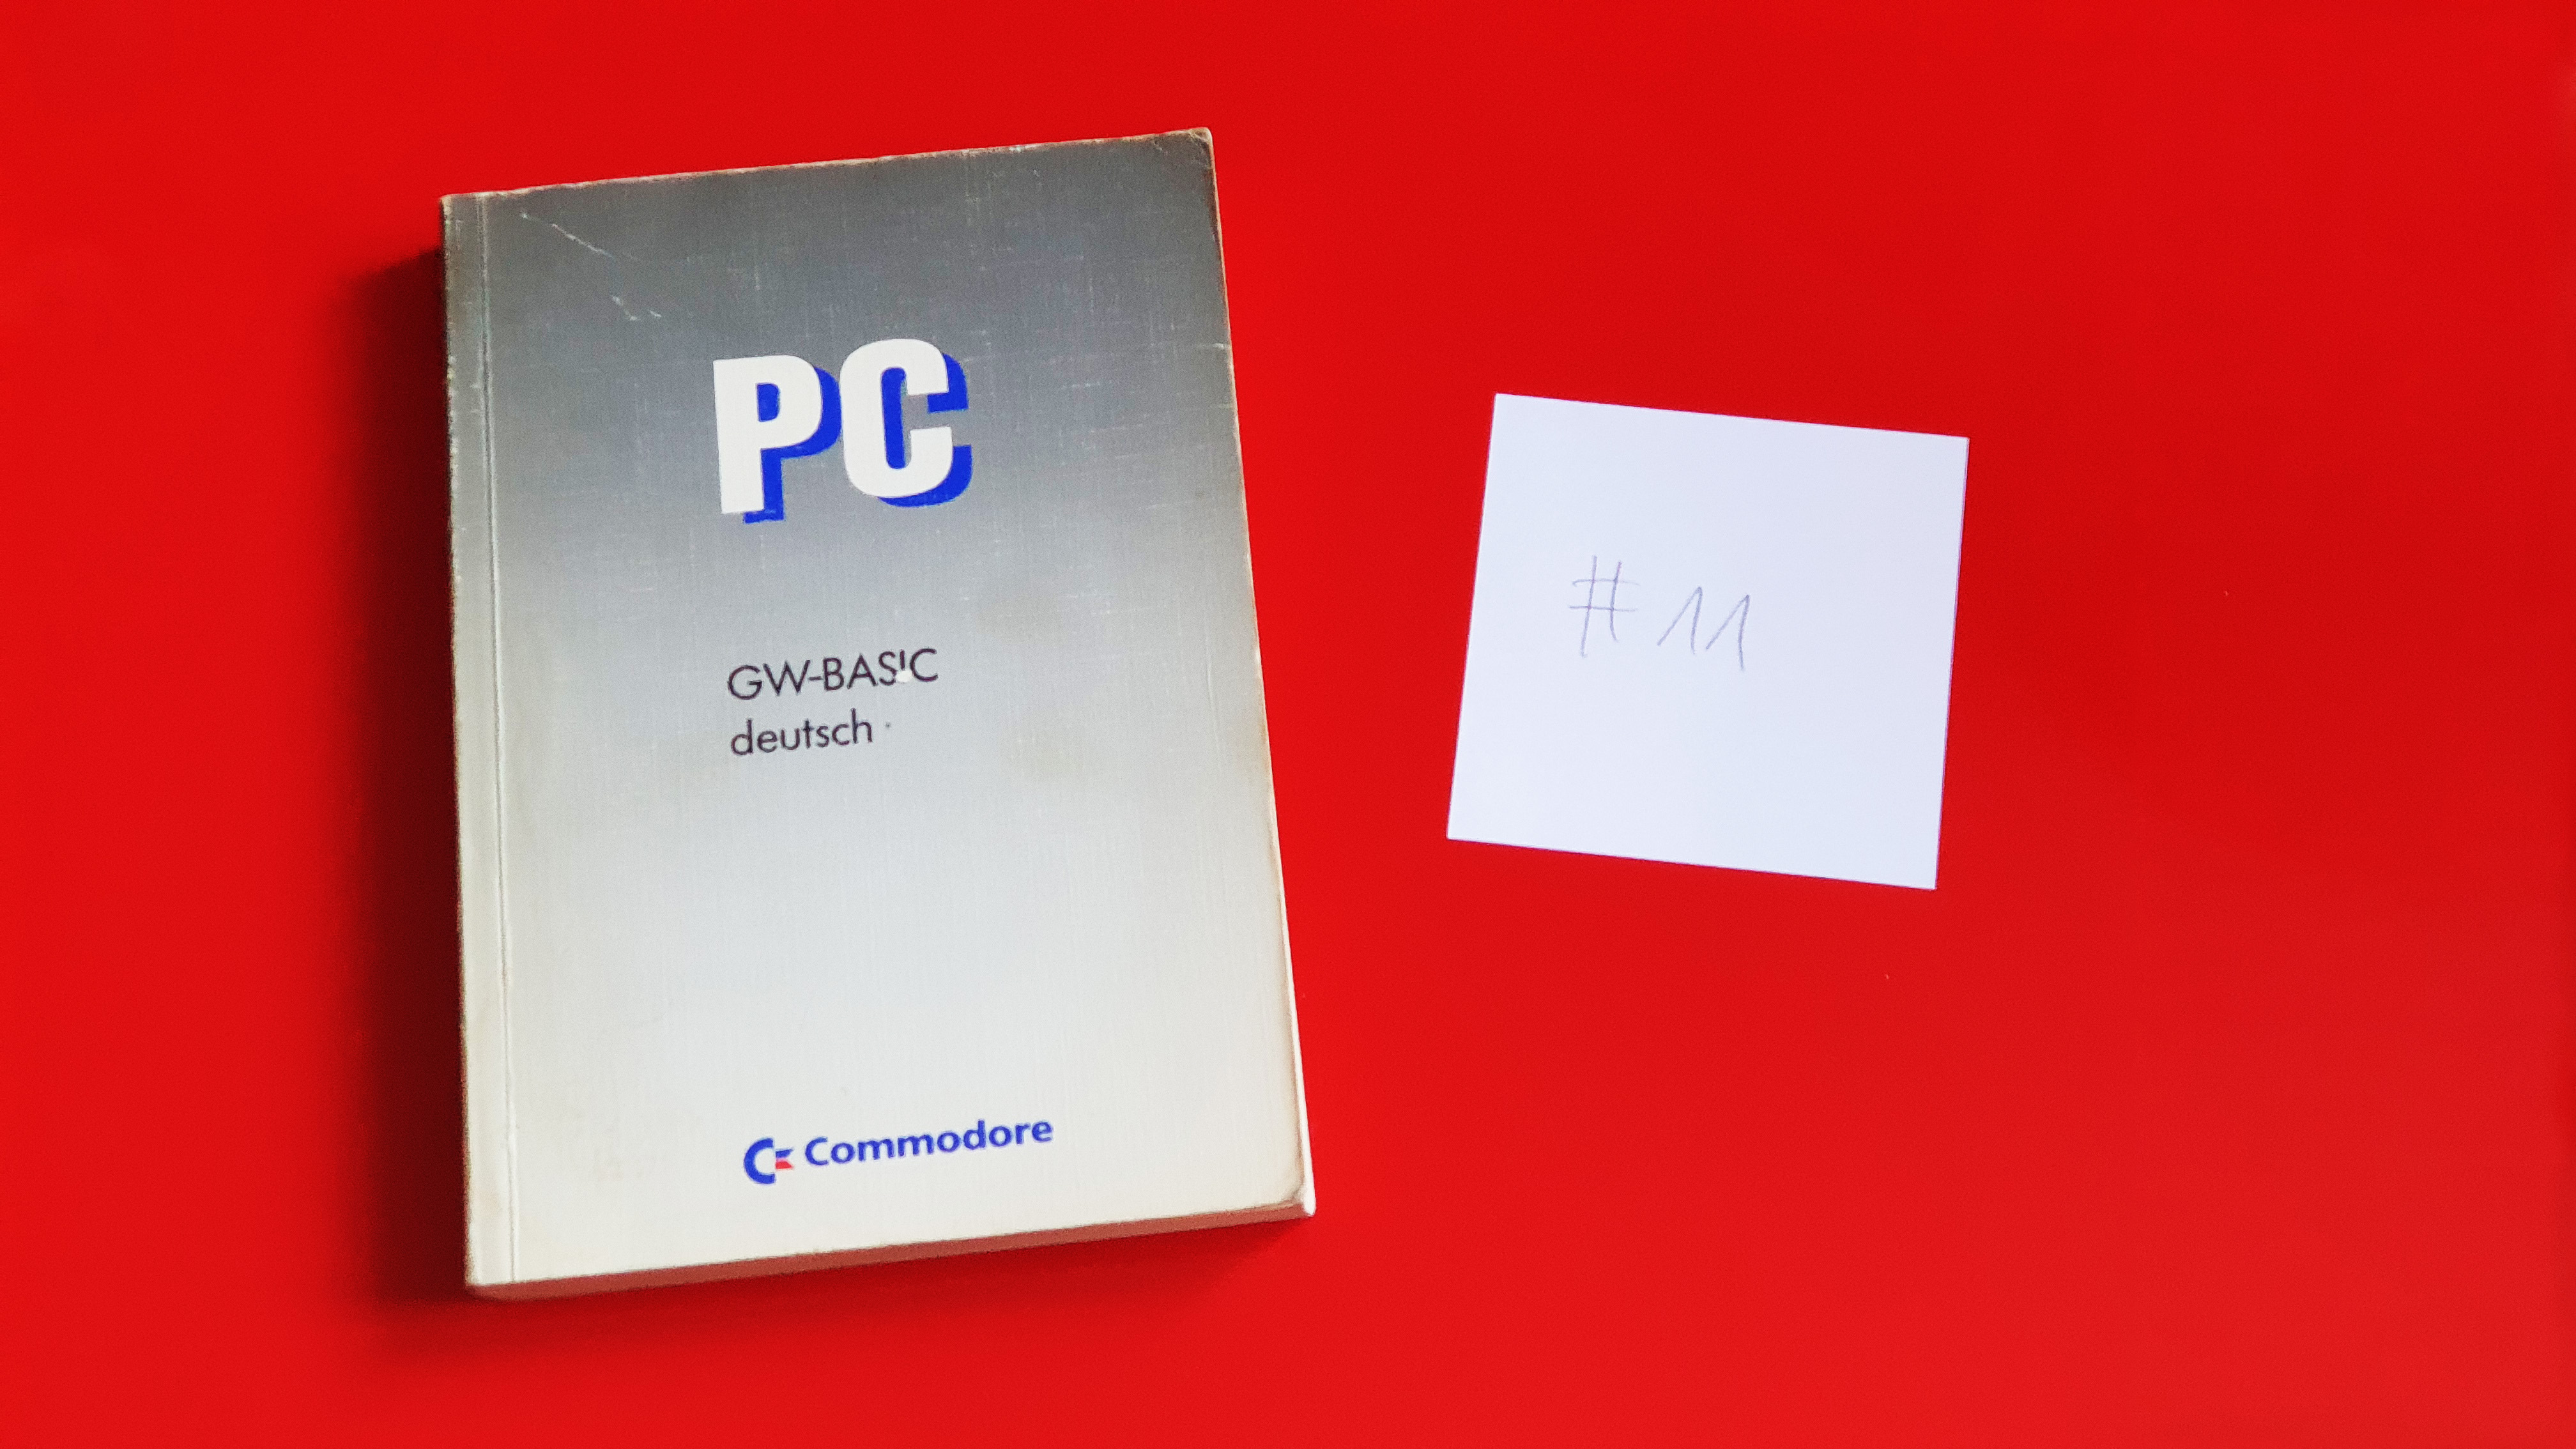 PC
GW-BASIC
deutsch
Commodore
#11